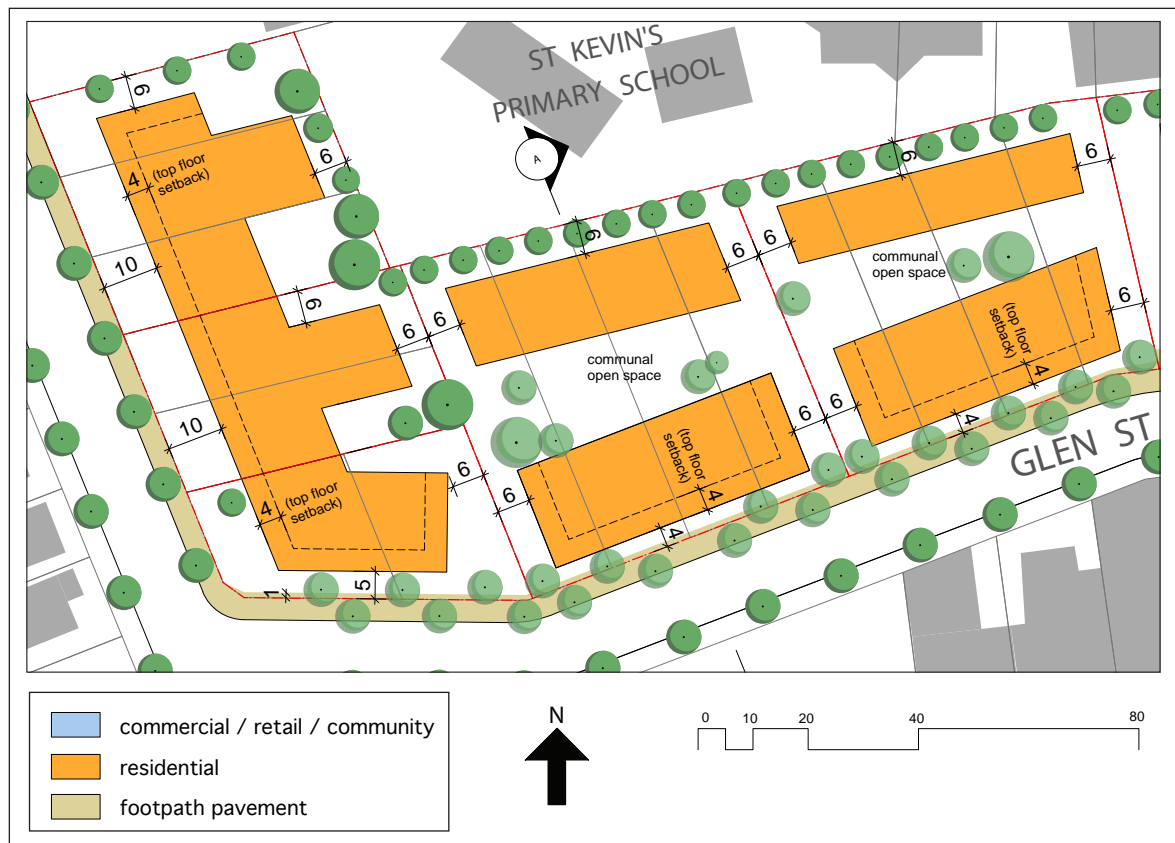 ST KEVIN'S
PRIMARY SCHOOL
A
6
4
(top floor
setback)
6
10
6
6
6
6
6
6
6
communal
open space
6
6
(top floor
setback)
4
10
communal
open space
6
6
(top floor
setback)
4
4
4
(top floor
setback)
6
6
4
GLEN ST
1
5
commercial / retail / community
residential
footpath pavement
N
0 10 20 40 80